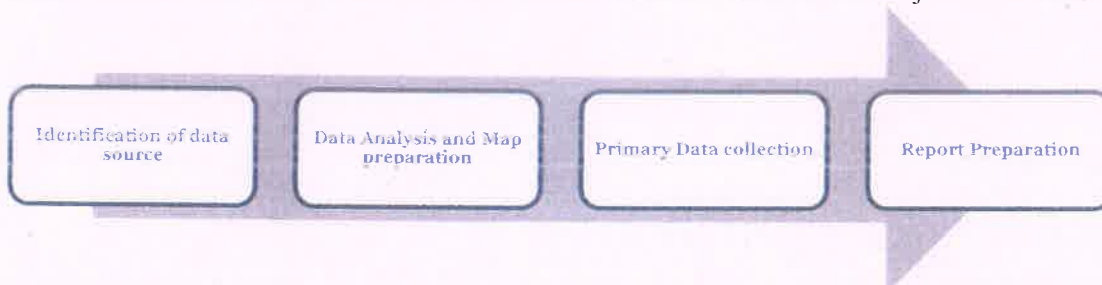 Identification of data
source
Data Analysis and Map
preparation
Primary Data collection
Report Preparation